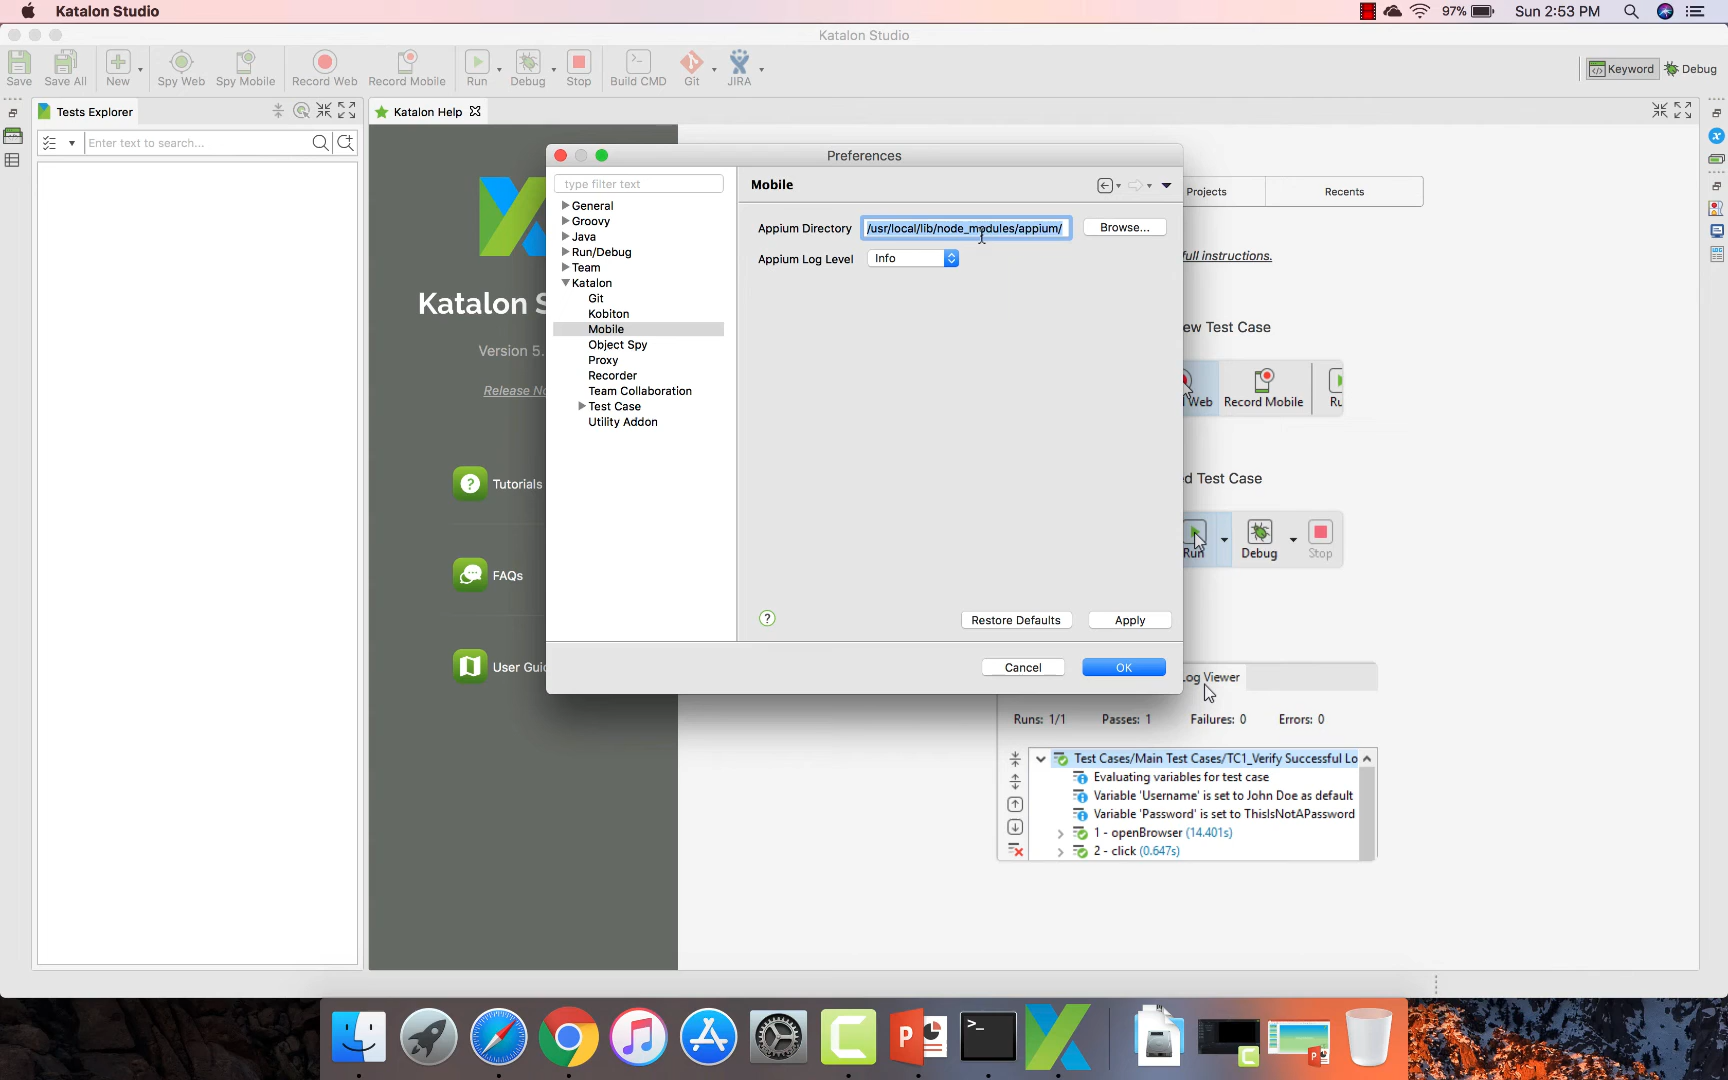 Katalon Studio
97%
Sun 2:53 PM
Katalon Studio
Save
Save All
New
Spy Web
Spy Mobile
Record Web
Record Mobile
Run
Debug
Stop
Build CMD
Git
JIRA
Keyword
Debug
Tests Explorer
Katalon Help
Enter text to search...
Preferences
type filter text
General
Groovy
Java
Run/Debug
Team
Katalon
Git
Kobiton
Mobile
Object Spy
Proxy
Recorder
Team Collaboration
Test Case
Utility Addon
Mobile
Appium Directory
/usr/local/lib/node_modules/appium/
Browse...
Appium Log Level
Info
Restore Defaults
Apply
Cancel
OK
Katalon S
Version 5.
Release No
Tutorials
FAQs
User Guid
Projects
Recents
full instructions.
ew Test Case
Web
Record Mobile
Ru
d Test Case
Run
Debug
Stop
Log Viewer
Runs: 1/1
Passes: 1
Failures: 0
Errors: 0
Test Cases/Main Test Cases/TC1_Verify Successful Lo
Evaluating variables for test case
Variable 'Username' is set to John Doe as default
Variable 'Password' is set to ThisIsNotAPassword
1 - openBrowser (14.401s)
2 - click (0.647s)